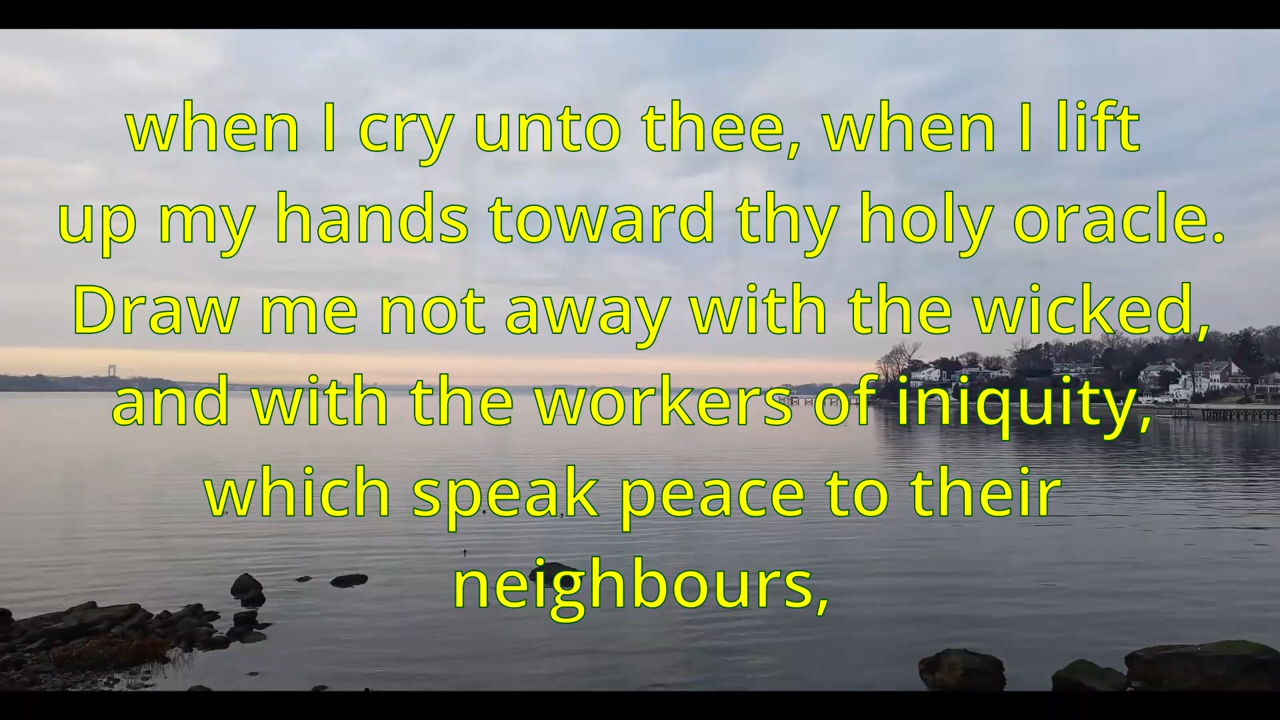 when I cry unto thee, when I lift
up my hands toward thy holy oracle.
Draw me not away with the wicked,
and with the workers of iniquity,
which speak peace to their
neighbours,